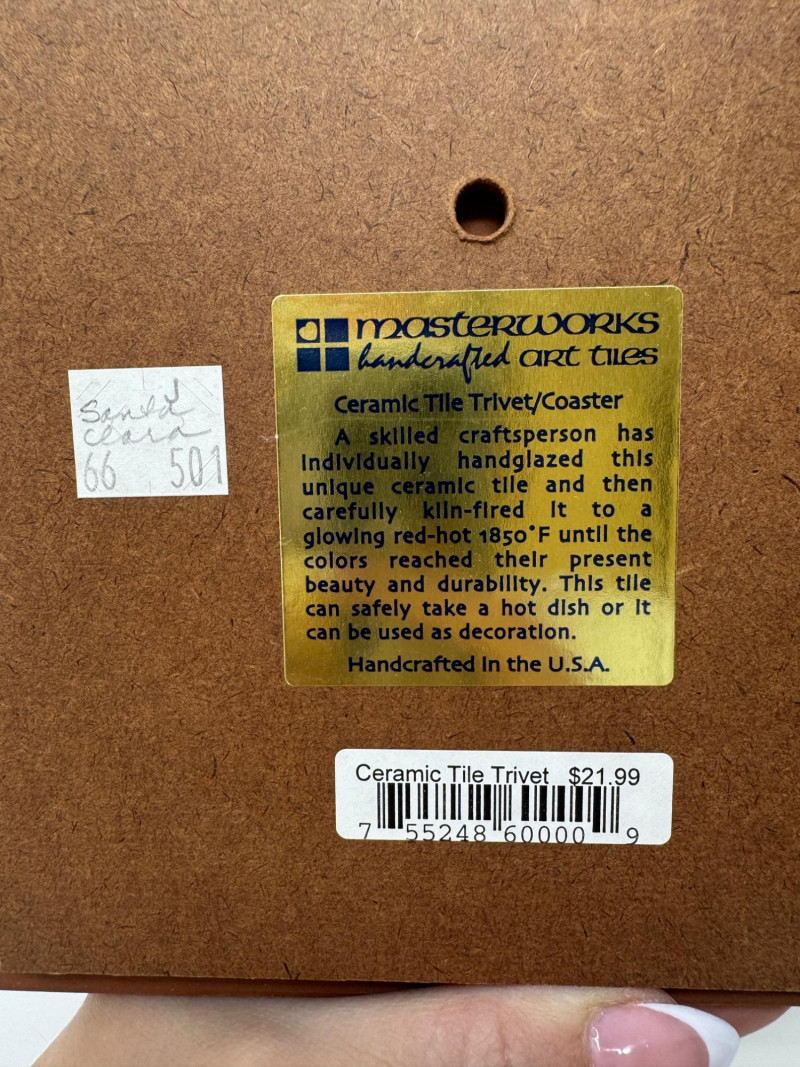 masterworks
handcrafted art tiles
Ceramic Tile Trivet/Coaster
A skilled craftsperson has
individually handglazed this
unique ceramic tile and then
carefully kiln-fired it to a
glowing red-hot 1850°F until the
colors reached their present
beauty and durability. This tile
can safely take a hot dish or it
can be used as decoration.
Handcrafted in the U.S.A.
Santa
Clara
66 501
Ceramic Tile Trivet $21.99
7 55248 60000 9